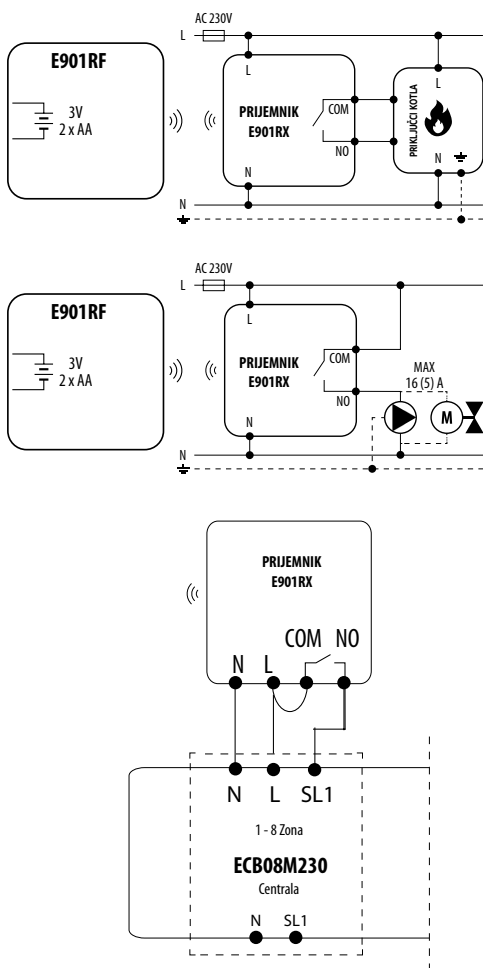 AC 230V
L
E901RF
3V
2 x AA
L
PRIJEMNIK
E901RX
COM
NO
N
L
PRIKLJUČCI KOTLA
N
N
AC 230V
L
E901RF
3V
2 x AA
L
PRIJEMNIK
E901RX
COM
NO
N
MAX
16 (5) A
M
N
PRIJEMNIK
E901RX
COM NO
N L
N L SL1
1 - 8 Zona
ECB08M230
Centrala
N SL1